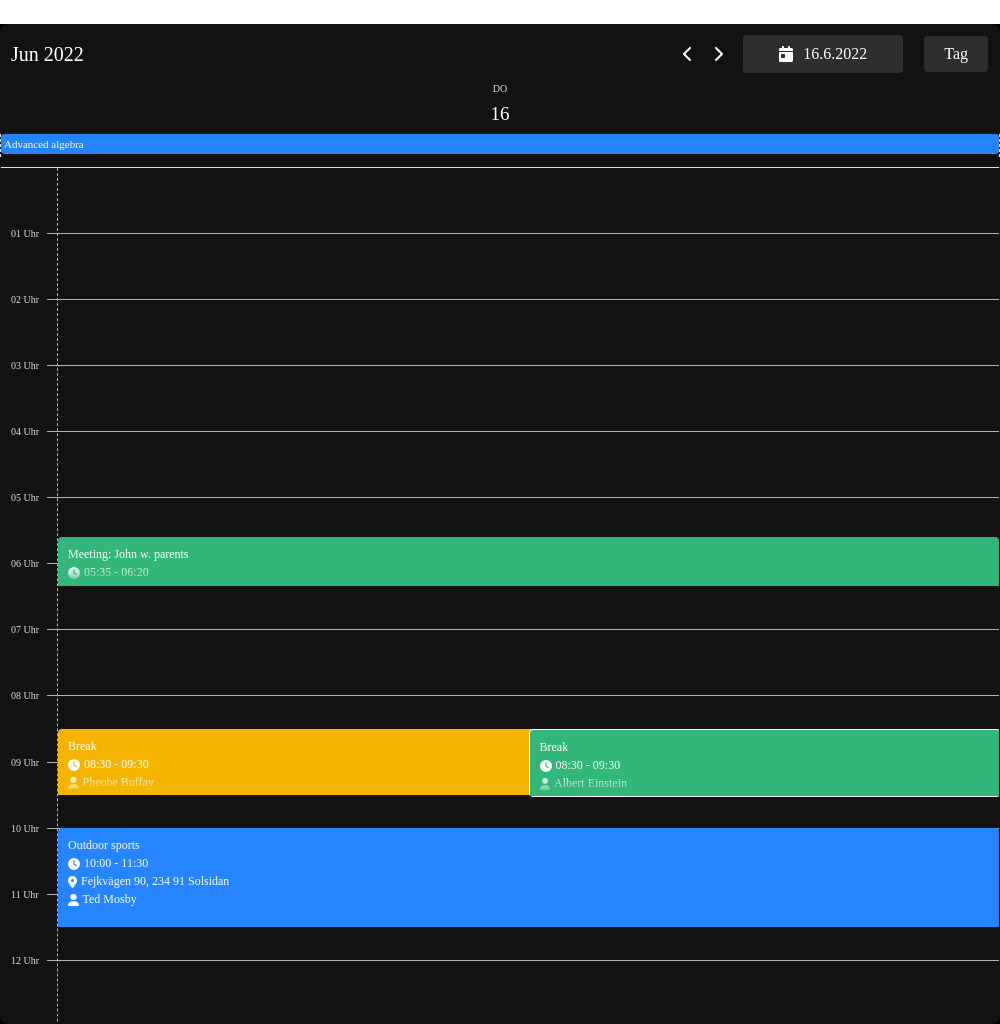 Jun 2022
16.6.2022
Tag
DO
16
Advanced algebra
01 Uhr
02 Uhr
03 Uhr
04 Uhr
05 Uhr
Meeting: John w. parents
06 Uhr
05:35 - 06:20
07 Uhr
08 Uhr
Break
08:30 - 09:30
Pheobe Buffay
Break
08:30 - 09:30
Albert Einstein
09 Uhr
10 Uhr
Outdoor sports
10:00 - 11:30
Fejkvägen 90, 234 91 Solsidan
Ted Mosby
11 Uhr
12 Uhr